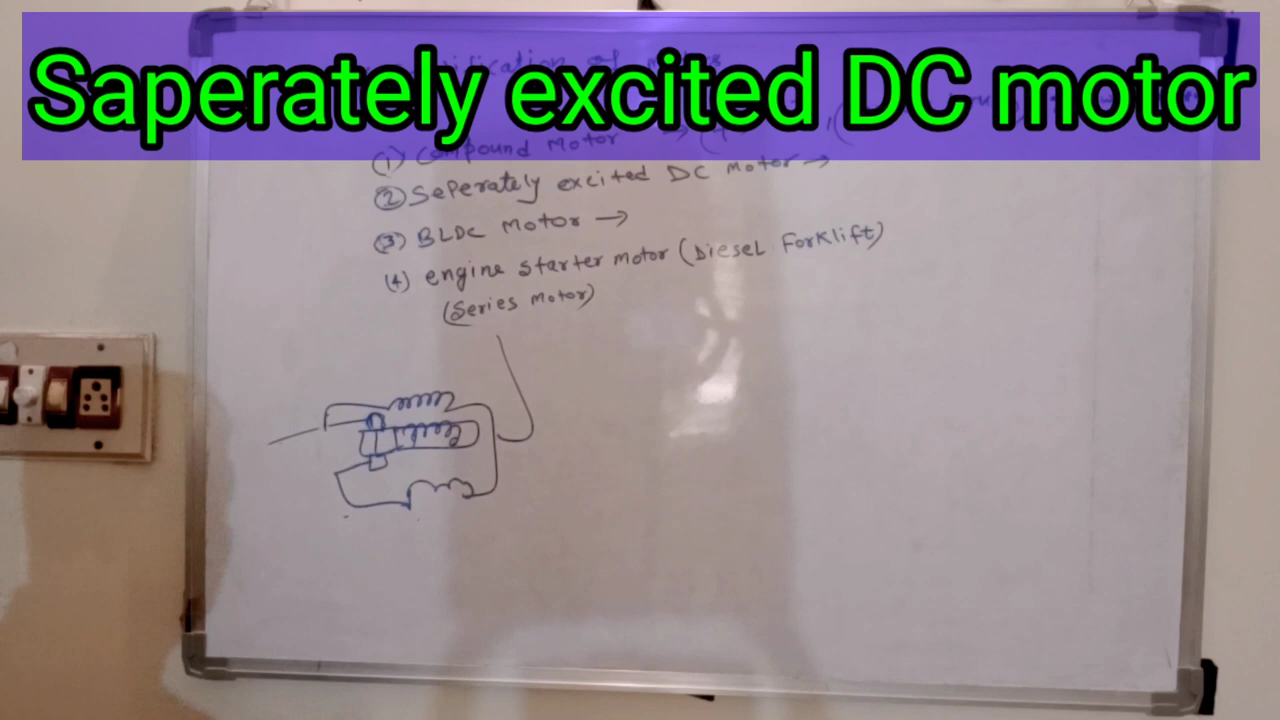 Saperately excited DC motor
(1) Compound Motor →
(2) Seperately excited DC Motor →
(3) BLDC Motor →
(4) engine starter motor (Diesel Forklift)
(Series Motor)